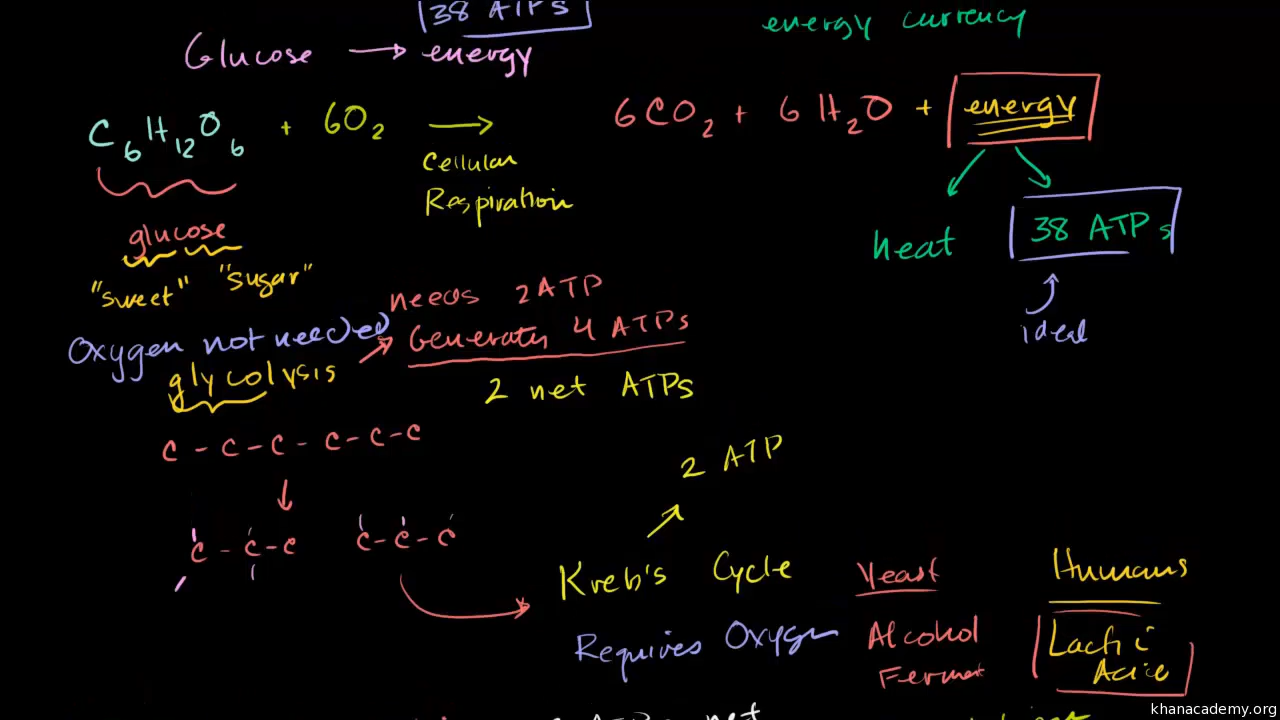 38 ATPs
energy currency
Glucose → energy
C6H12O6 + 6O2 → 6CO2 + 6H2O + energy
Cellular
Respiration
glucose
"sweet" "sugar"
heat
38 ATPs
ideal
needs 2ATP
Oxygen not needed
Generates 4 ATPs
glycolysis
2 net ATPs
C - C - C - C - C - C
2 ATP
C - C - C C - C - C
Kreb's Cycle
Yeast
Humans
Requires Oxygen
Alcohol
Ferment
Lactic
Acid
net
khanacademy.org